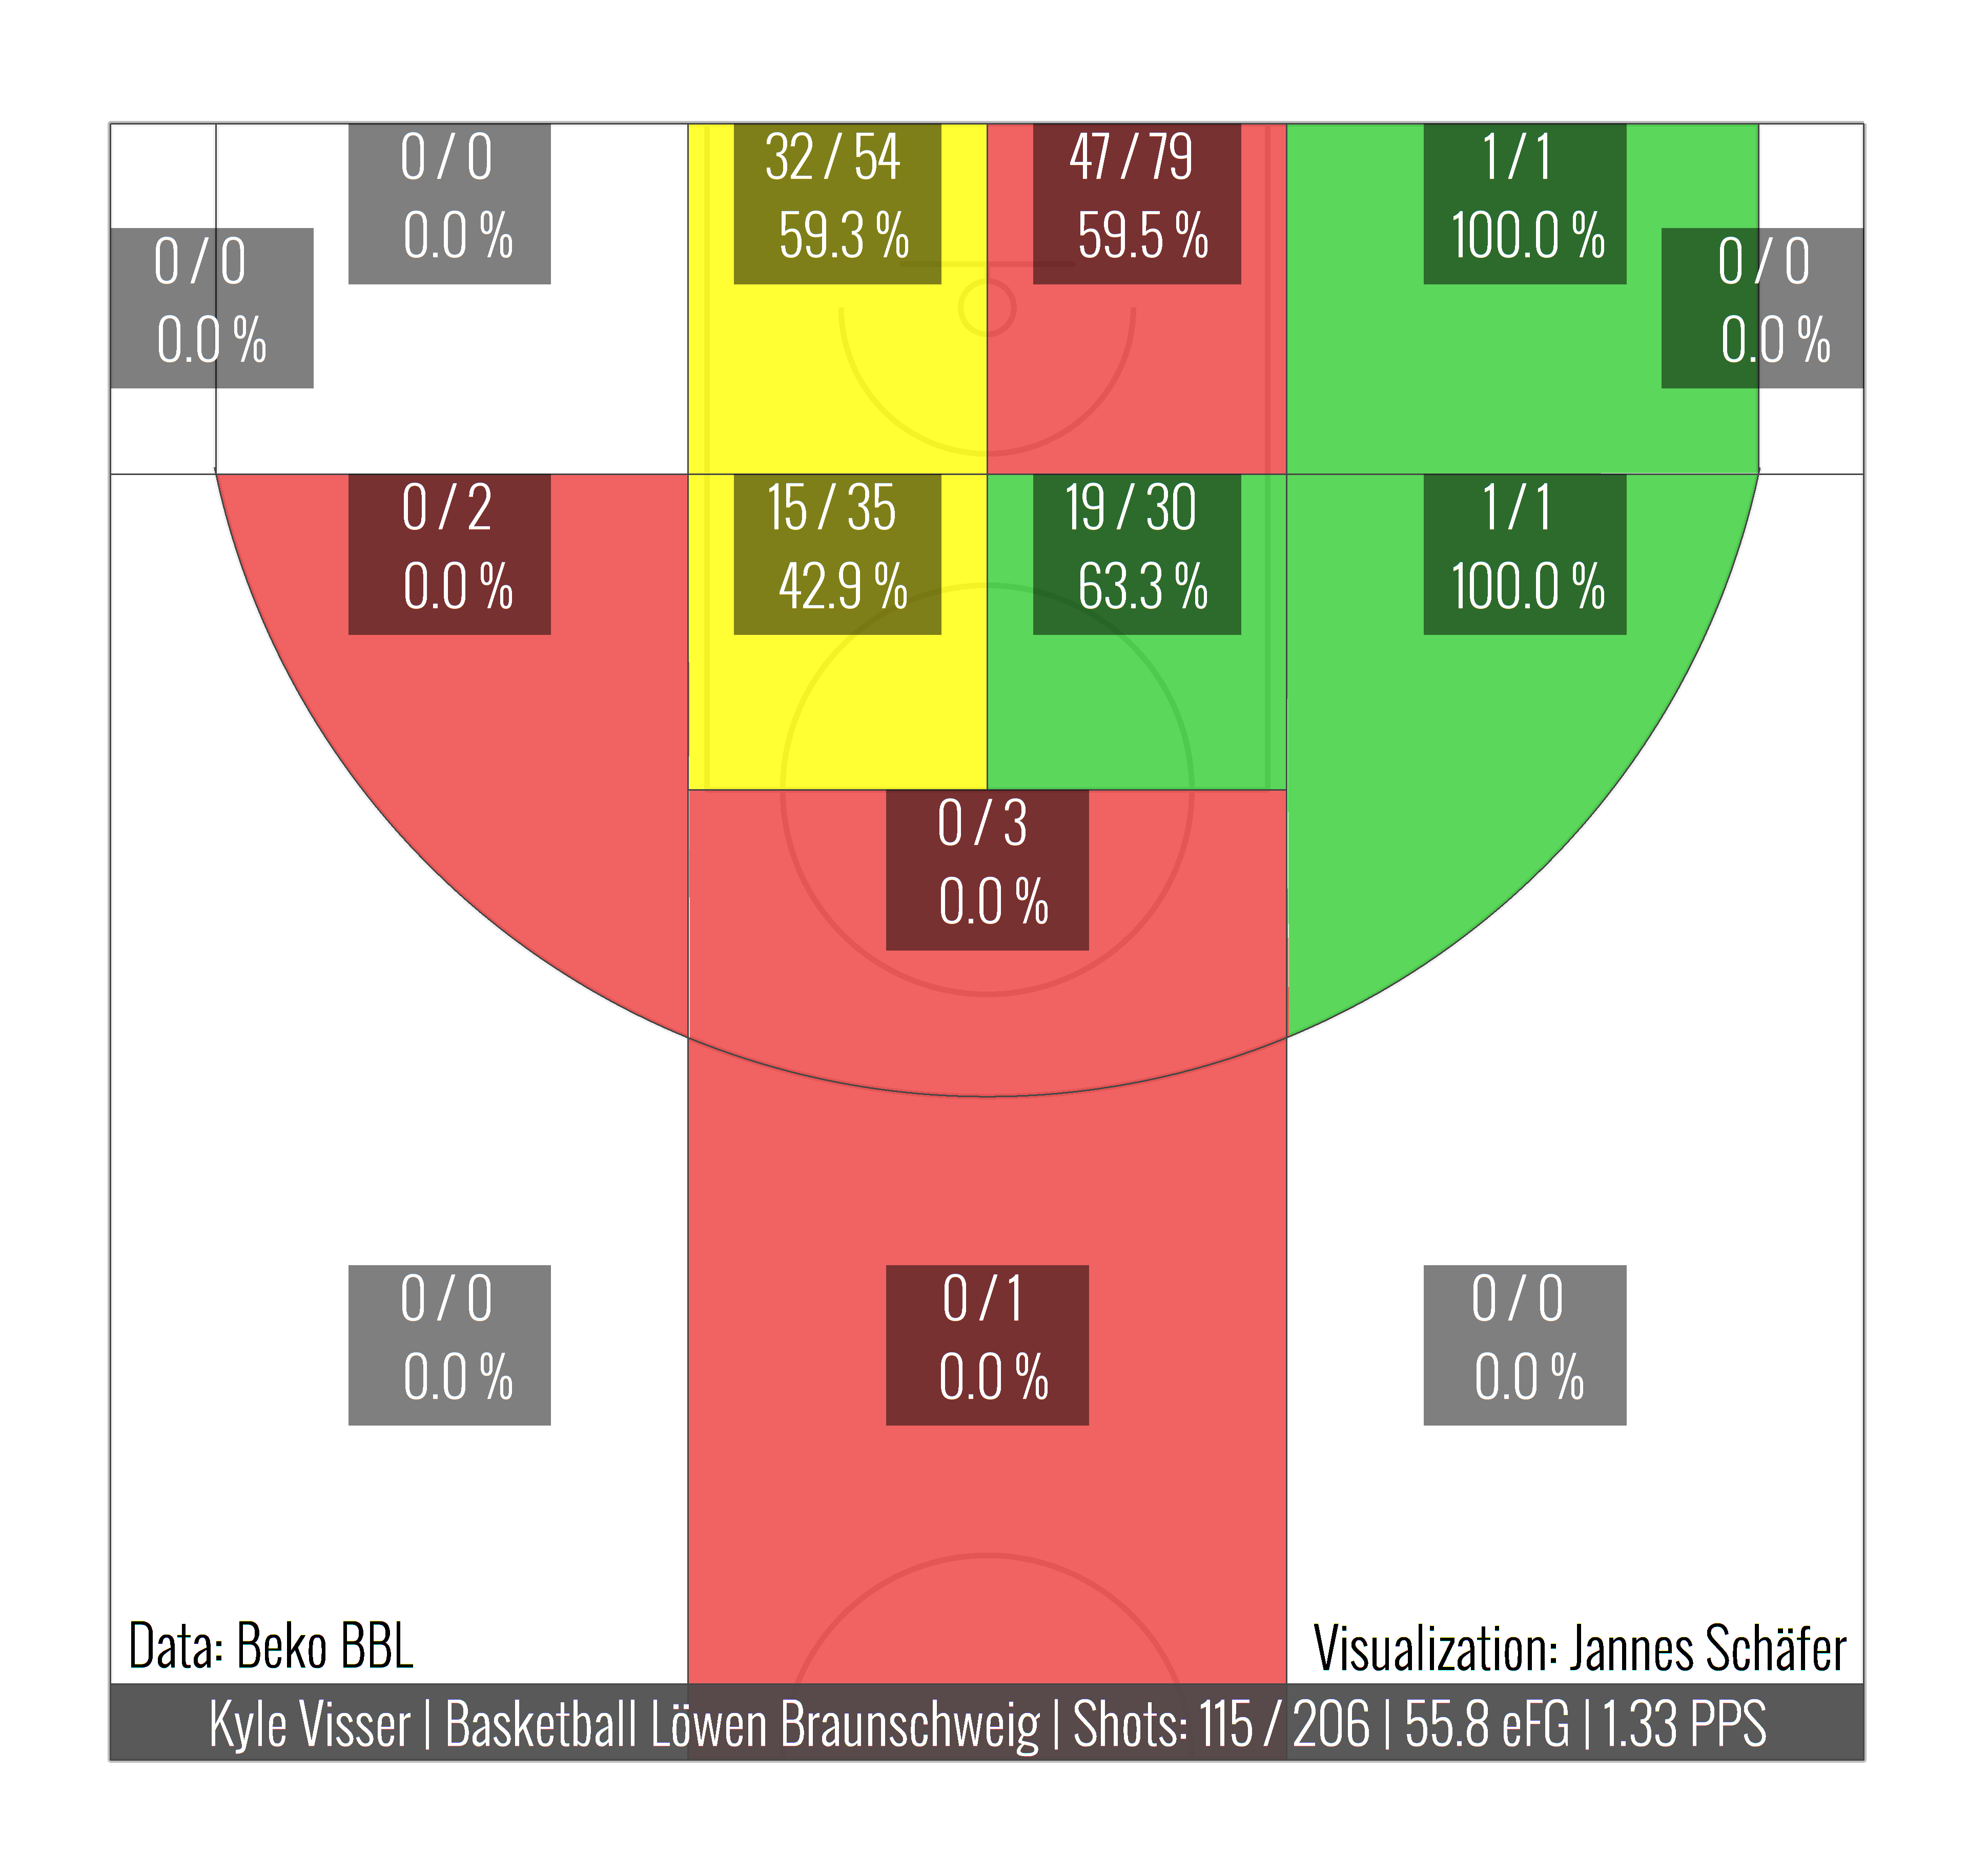 0 / 0
0.0 %
32 / 54
59.3 %
47 / 79
59.5 %
1 / 1
100.0 %
0 / 0
0.0 %
0 / 0
0.0 %
0 / 2
0.0 %
15 / 35
42.9 %
19 / 30
63.3 %
1 / 1
100.0 %
0 / 3
0.0 %
0 / 0
0.0 %
0 / 1
0.0 %
0 / 0
0.0 %
Data: Beko BBL
Visualization: Jannes Schäfer
Kyle Visser | Basketball Löwen Braunschweig | Shots: 115 / 206 | 55.8 eFG | 1.33 PPS